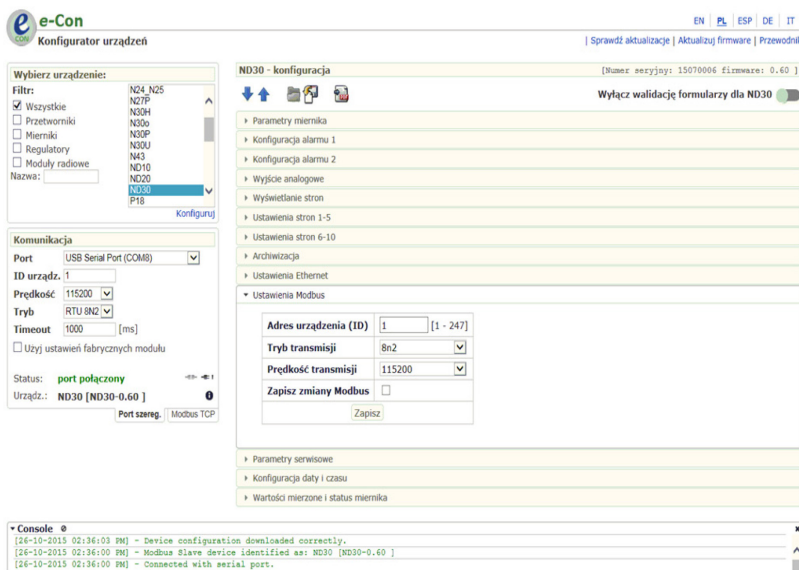 e-Con
EN | PL | ESP | DE | IT
Konfigurator urządzeń
| Sprawdź aktualizacje | Aktualizuj firmware | Przewodnik
Wybierz urządzenie:
Filtr:
Wszystkie
Przetworniki
Mierniki
Regulatory
Moduły radiowe
Nazwa:
N24_N25
N27P
N30H
N30o
N30P
N30U
N43
ND10
ND20
ND30
P18
Konfiguruj
Komunikacja
Port USB Serial Port (COM8)
ID urządz. 1
Prędkość 115200
Tryb RTU 8N2
Timeout 1000 [ms]
Użyj ustawień fabrycznych modułu
Status: port połączony
Urządz.: ND30 [ND30-0.60 ]
Port szereg. Modbus TCP
ND30 - konfiguracja
[Numer seryjny: 15070006 firmware: 0.60 ]
Wyłącz walidację formularzy dla ND30
Parametry miernika
Konfiguracja alarmu 1
Konfiguracja alarmu 2
Wyjście analogowe
Wyświetlanie stron
Ustawienia stron 1-5
Ustawienia stron 6-10
Archiwizacja
Ustawienia Ethernet
Ustawienia Modbus
Adres urządzenia (ID) 1 [1 - 247]
Tryb transmisji 8n2
Prędkość transmisji 115200
Zapisz zmiany Modbus
Zapisz
Parametry serwisowe
Konfiguracja daty i czasu
Wartości mierzone i status miernika
Console
[26-10-2015 02:36:03 PM] - Device configuration downloaded correctly.
[26-10-2015 02:36:00 PM] - Modbus Slave device identified as: ND30 [ND30-0.60 ]
[26-10-2015 02:36:00 PM] - Connected with serial port.